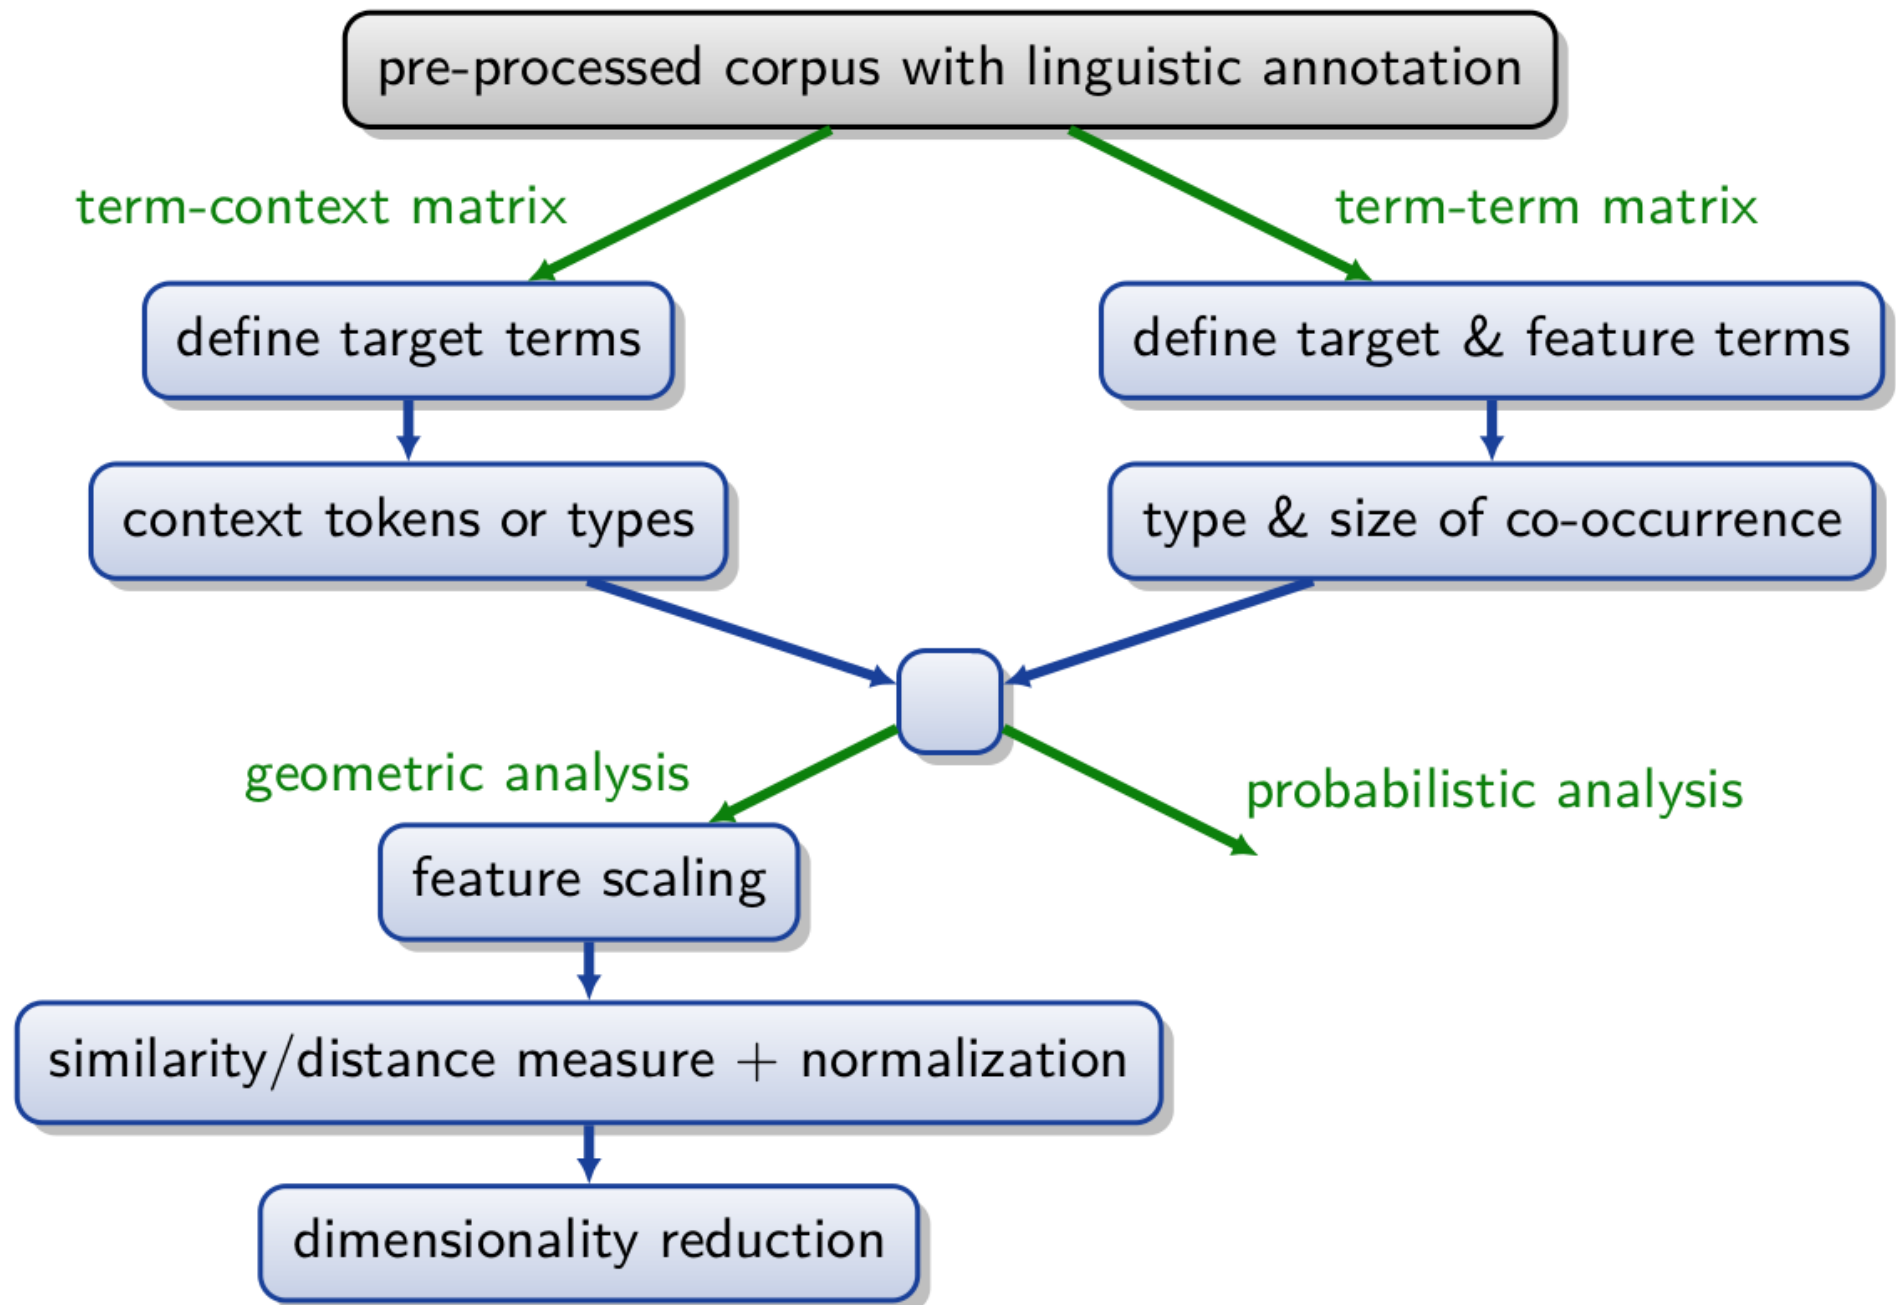 pre-processed corpus with linguistic annotation
term-context matrix
term-term matrix
define target terms
define target & feature terms
context tokens or types
type & size of co-occurrence
geometric analysis
probabilistic analysis
feature scaling
similarity/distance measure + normalization
dimensionality reduction